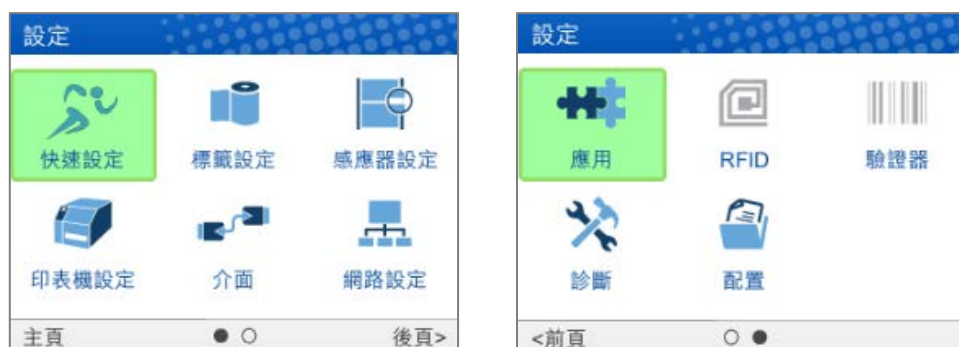 設定
快速設定 標籤設定 感應器設定
印表機設定 介面 網路設定
主頁 後頁>
設定
應用 RFID 驗證器
診斷 配置
<前頁